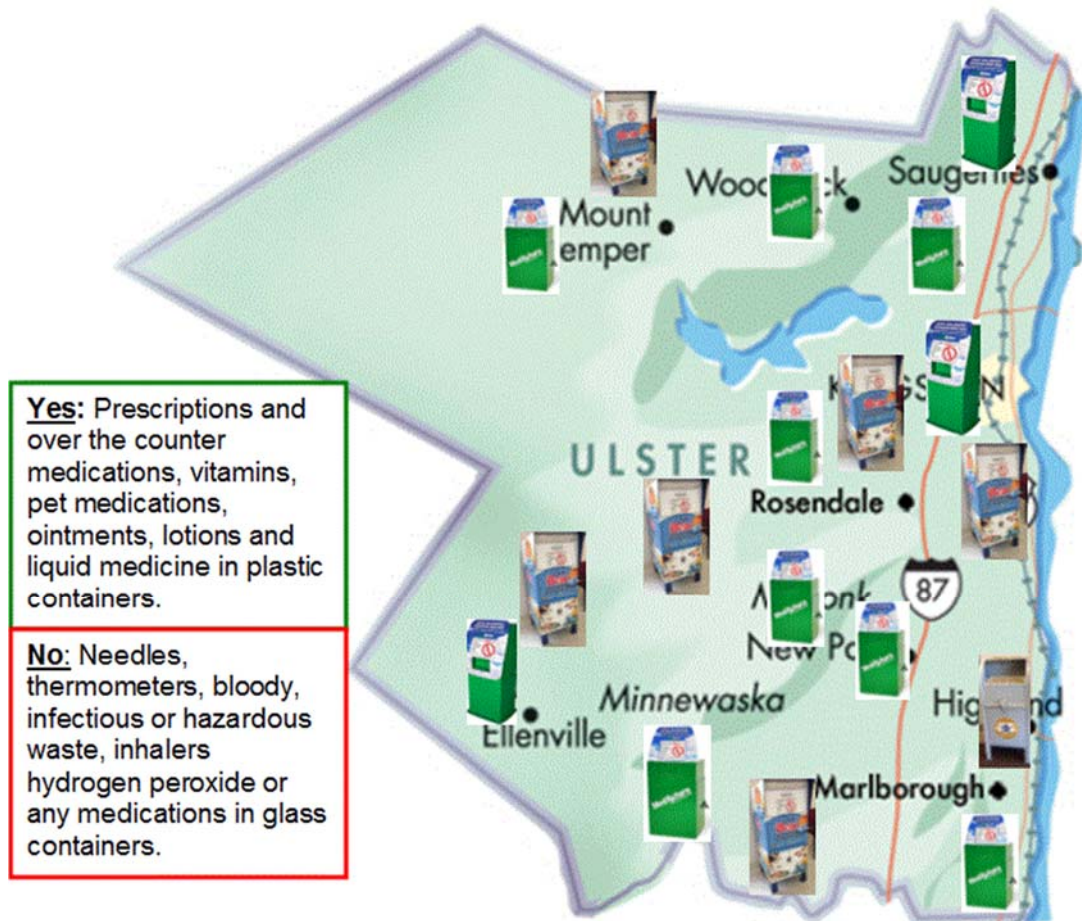 Yes: Prescriptions and
over the counter
medications, vitamins,
pet medications,
ointments, lotions and
liquid medicine in plastic
containers.
No: Needles,
thermometers, bloody,
infectious or hazardous
waste, inhalers
hydrogen peroxide or
any medications in glass
containers.
Mount
emper
ULSTER
Rosendale
87
Minnewaska
Ellenville
Marlborough